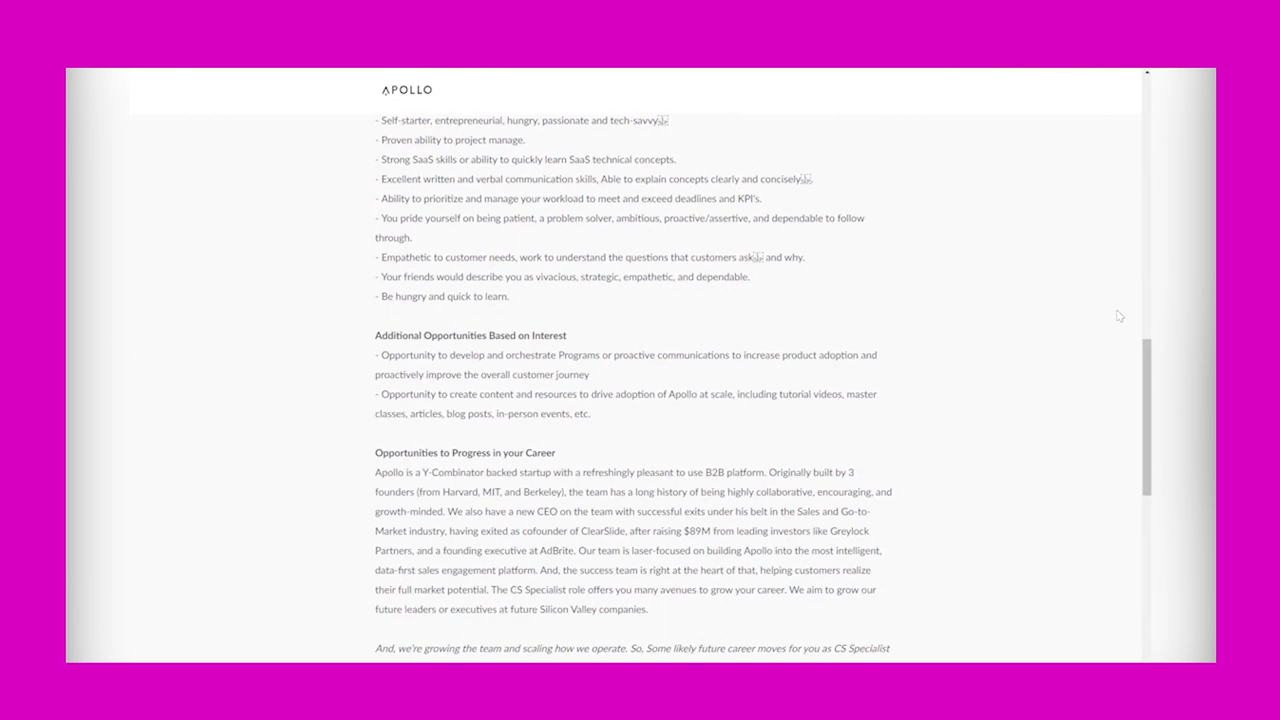 APOLLO
- Self-starter, entrepreneurial, hungry, passionate and tech-savvy
- Proven ability to project manage.
- Strong SaaS skills or ability to quickly learn SaaS technical concepts.
- Excellent written and verbal communication skills, Able to explain concepts clearly and concisely
- Ability to prioritize and manage your workload to meet and exceed deadlines and KPI's.
- You pride yourself on being patient, a problem solver, ambitious, proactive/assertive, and dependable to follow
through.
- Empathetic to customer needs, work to understand the questions that customers ask and why.
- Your friends would describe you as vivacious, strategic, empathetic, and dependable.
- Be hungry and quick to learn.
Additional Opportunities Based on Interest
- Opportunity to develop and orchestrate Programs or proactive communications to increase product adoption and
proactively improve the overall customer journey
- Opportunity to create content and resources to drive adoption of Apollo at scale, including tutorial videos, master
classes, articles, blog posts, in-person events, etc.
Opportunities to Progress in your Career
Apollo is a Y-Combinator backed startup with a refreshingly pleasant to use B2B platform. Originally built by 3
founders (from Harvard, MIT, and Berkeley), the team has a long history of being highly collaborative, encouraging, and
growth-minded. We also have a new CEO on the team with successful exits under his belt in the Sales and Go-to-
Market industry, having exited as cofounder of ClearSlide, after raising $89M from leading investors like Greylock
Partners, and a founding executive at AdBrite. Our team is laser-focused on building Apollo into the most intelligent,
data-first sales engagement platform. And, the success team is right at the heart of that, helping customers realize
their full market potential. The CS Specialist role offers you many avenues to grow your career. We aim to grow our
future leaders or executives at future Silicon Valley companies.
And, we're growing the team and scaling how we operate. So, Some likely future career moves for you as CS Specialist